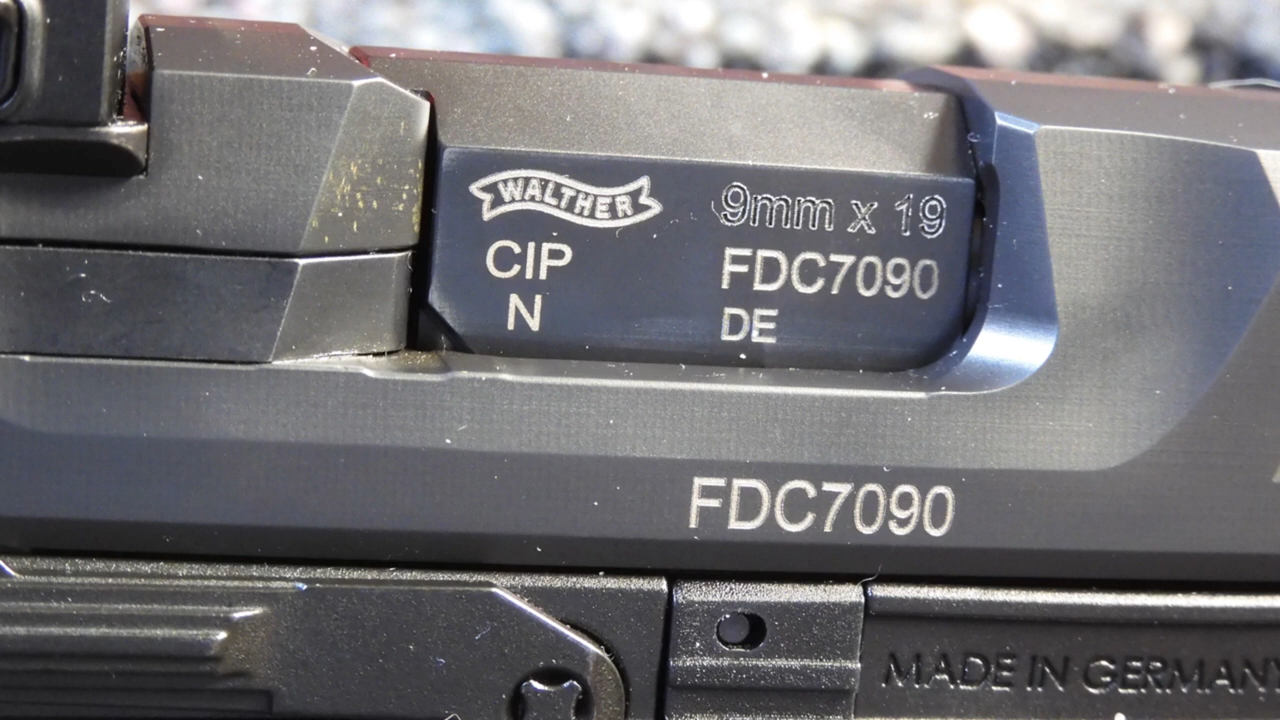 WALTHER
9mm x 19
CIP
FDC7090
N
DE
FDC7090
MADE IN GERMANY